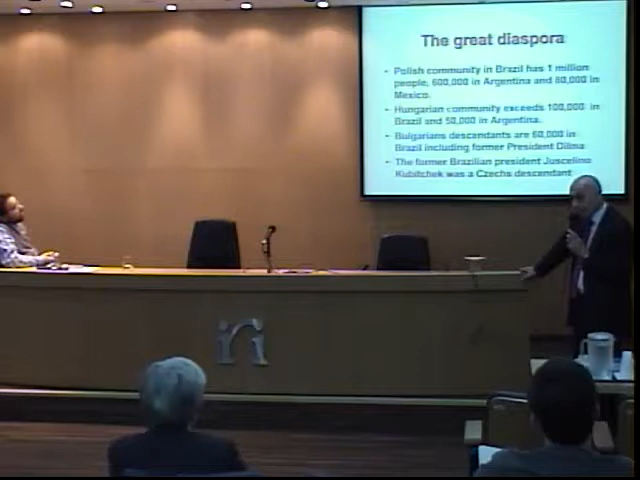 The great diaspora
• Polish community in Brazil has 1 million
people, 600,000 in Argentina and 80,000 in
Mexico.
• Hungarian community exceeds 100,000 in
Brazil and 50,000 in Argentina.
• Bulgarians descendants are 60,000 in
Brazil including former President Dilma
• The former Brazilian president Juscelino
Kubitchek was a Czechs descendant
iri